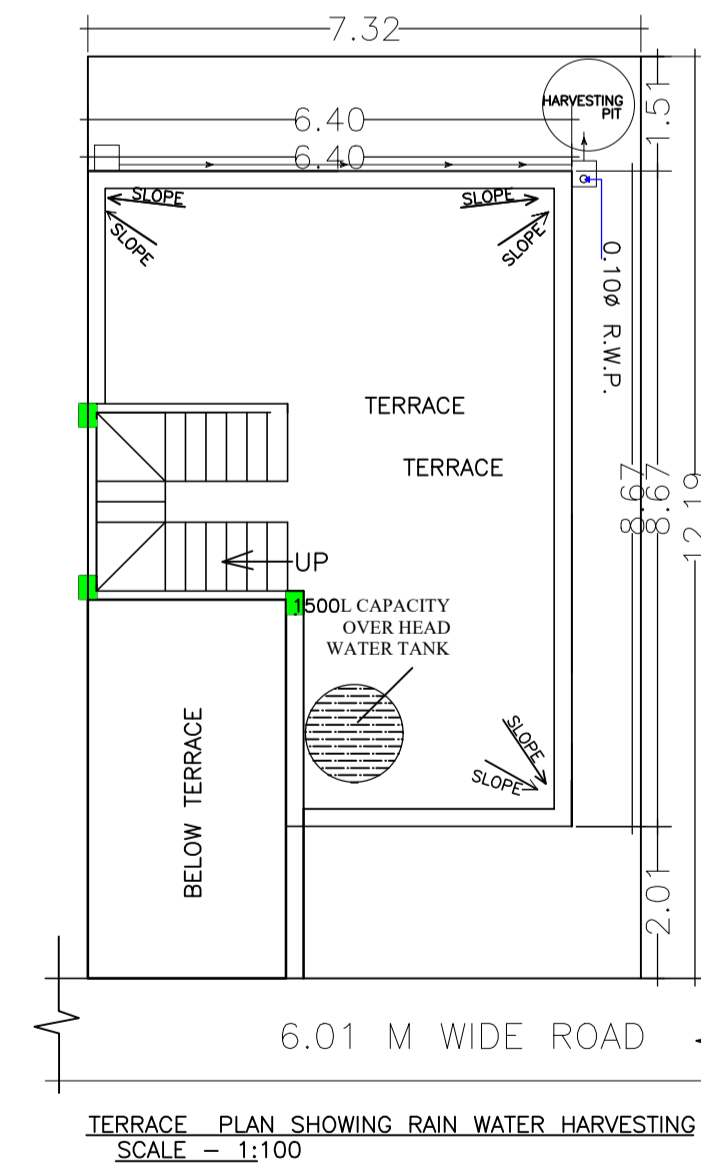 7.32
HARVESTING
PIT
1.51
6.40
6.40
SLOPE
SLOPE
SLOPE
SLOPE
0.10ø R.W.P.
TERRACE
TERRACE
8.67
8.67
12.19
UP
1500L CAPACITY
OVER HEAD
WATER TANK
BELOW TERRACE
SLOPE
SLOPE
2.01
6.01 M WIDE ROAD
TERRACE PLAN SHOWING RAIN WATER HARVESTING
SCALE - 1:100